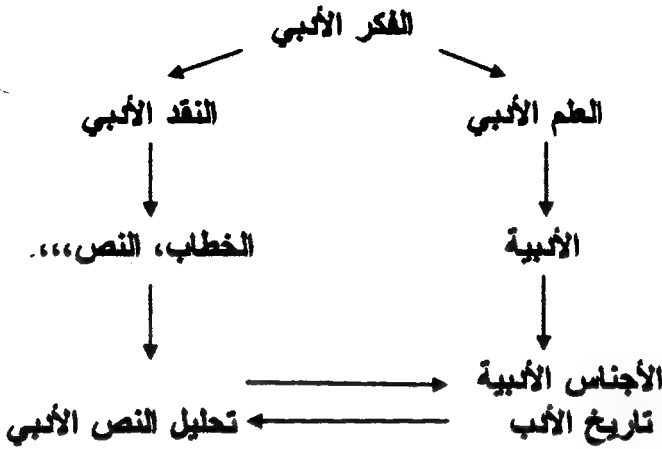 الفكر الأدبي
العلم الأدبي
النقد الأدبي
الأدبية
الخطاب، النص،،،.
الأجناس الأدبية
تاريخ الأدب
تحليل النص الأدبي